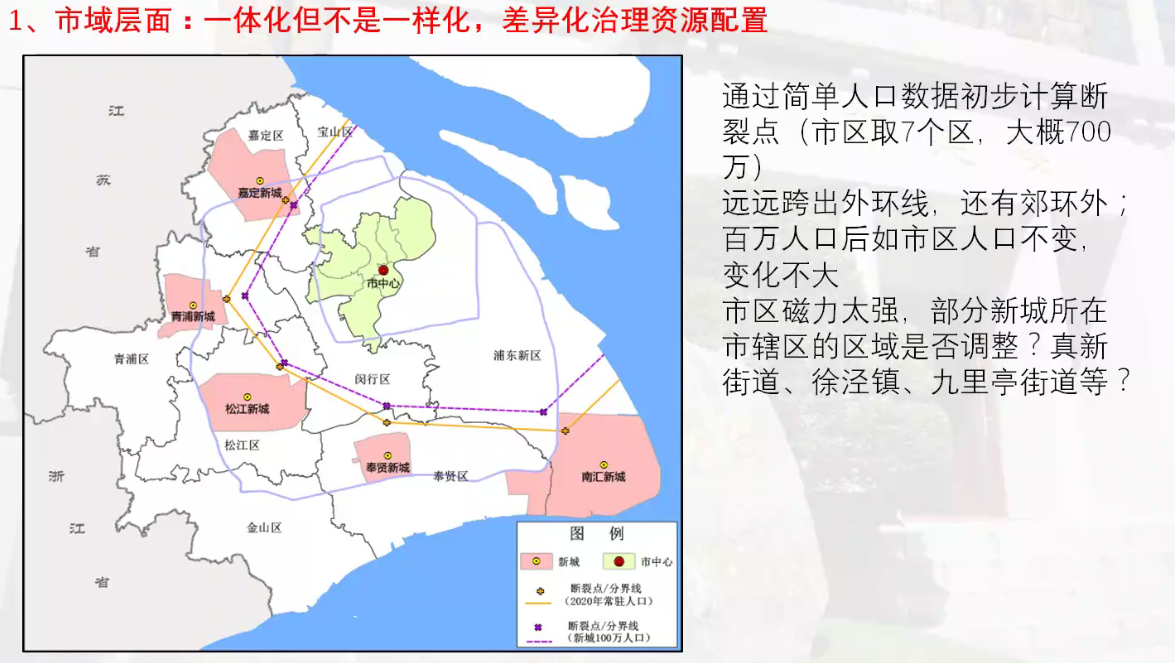 1、市域层面：一体化但不是一样化，差异化治理资源配置
通过简单人口数据初步计算断
裂点（市区取7个区，大概700
万）
远远跨出外环线，还有郊环外；
百万人口后如市区人口不变，
变化不大
市区磁力太强，部分新城所在
市辖区的区域是否调整？真新
街道、徐泾镇、九里亭街道等？
江
苏
省
嘉定区
宝山区
嘉定新城
市中心
青浦新城
青浦区
浦东新区
闵行区
松江新城
松江区
奉贤新城
奉贤区
南汇新城
浙
江
省
金山区
图 例
新城
市中心
断裂点/分界线
（2020年常驻人口）
断裂点/分界线
（新城100万人口）